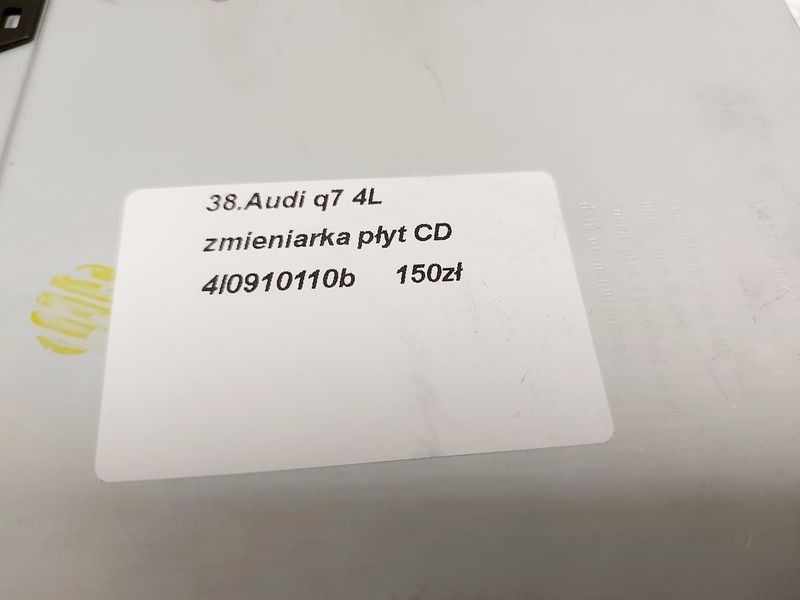 38.Audi q7 4L
zmieniarka płyt CD
4l0910110b 150zł